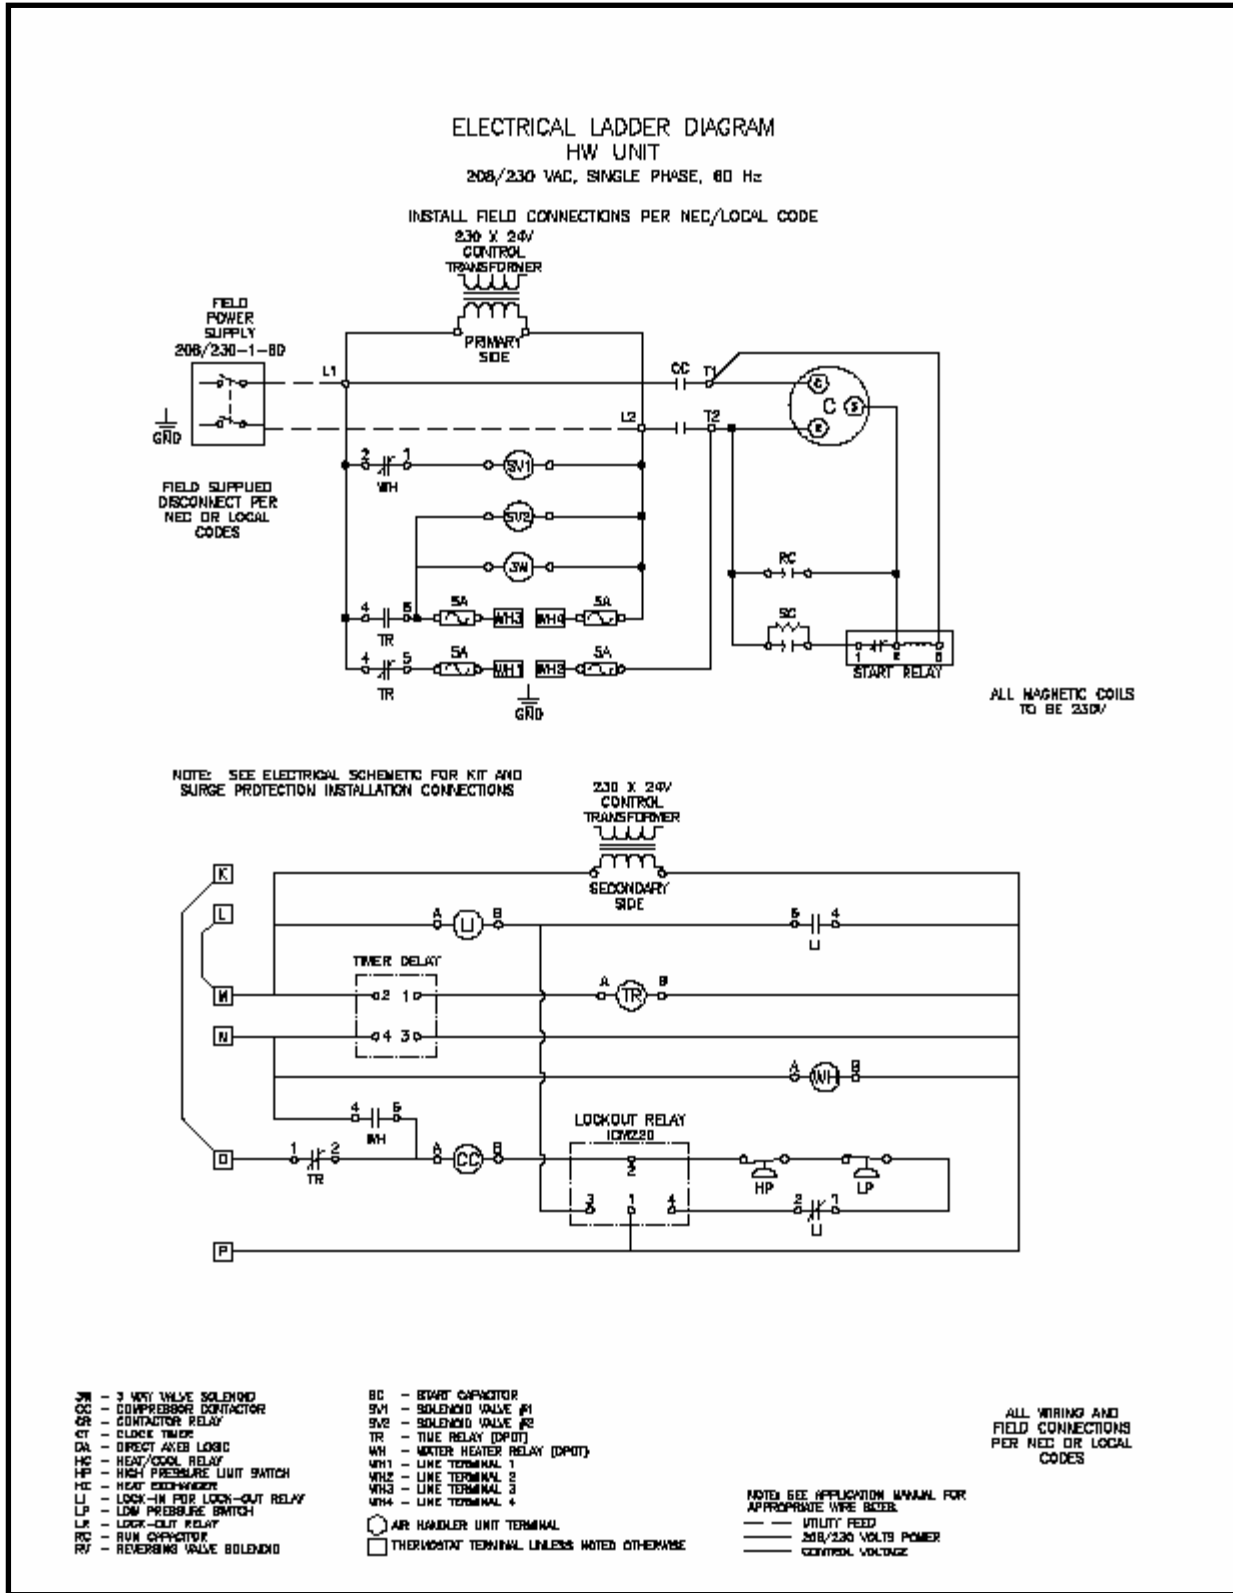 ELECTRICAL LADDER DIAGRAM
HW UNIT
208/230 VAC, SINGLE PHASE, 60 Hz
INSTALL FIELD CONNECTIONS PER NEC/LOCAL CODE
230 X 24V
CONTROL
TRANSFORMER
PRIMARY
SIDE
FIELD
POWER
SUPPLY
208/230-1-60
GND
FIELD SUPPLIED
DISCONNECT PER
NEC OR LOCAL
CODES
L1
L2
CC
T1
T2
C
S
R
C
2
1
WH
SV1
SV2
3W
4
6
TR
5A
WH3
WH4
5A
4
5
TR
5A
WH1
WH2
5A
GND
RC
SC
1
2
3
START RELAY
ALL MAGNETIC COILS
TO BE 230V
NOTE: SEE ELECTRICAL SCHEMETIC FOR KIT AND
SURGE PROTECTION INSTALLATION CONNECTIONS
230 X 24V
CONTROL
TRANSFORMER
SECONDARY
SIDE
K
L
M
N
O
P
A
LI
B
6
4
LI
TIMER DELAY
2
1
4
3
A
TR
B
A
WH
B
4
6
WH
1
2
TR
A
CC
B
LOCKOUT RELAY
ICM220
2
3
1
4
HP
LP
2
1
LI
3W - 3 WAY VALVE SOLENOID
CC - COMPRESSOR CONTACTOR
CR - CONTACTOR RELAY
CT - CLOCK TIMER
DA - DIRECT AXES LOGIC
HC - HEAT/COOL RELAY
HP - HIGH PRESSURE LIMIT SWITCH
HE - HEAT EXCHANGER
LI - LOCK-IN FOR LOCK-OUT RELAY
LP - LOW PRESSURE SWITCH
LR - LOCK-OUT RELAY
RC - RUN CAPACITOR
RV - REVERSING VALVE SOLENOID
SC - START CAPACITOR
SV1 - SOLENOID VALVE #1
SV2 - SOLENOID VALVE #2
TR - TIME RELAY (DPDT)
WH - WATER HEATER RELAY (DPDT)
WH1 - LINE TERMINAL 1
WH2 - LINE TERMINAL 2
WH3 - LINE TERMINAL 3
WH4 - LINE TERMINAL 4
AIR HANDLER UNIT TERMINAL
THERMOSTAT TERMINAL UNLESS NOTED OTHERWISE
ALL WIRING AND
FIELD CONNECTIONS
PER NEC OR LOCAL
CODES
NOTE: SEE APPLICATION MANUAL FOR
APPROPRIATE WIRE SIZES.
UTILITY FEED
208/230 VOLTS POWER
CONTROL VOLTAGE